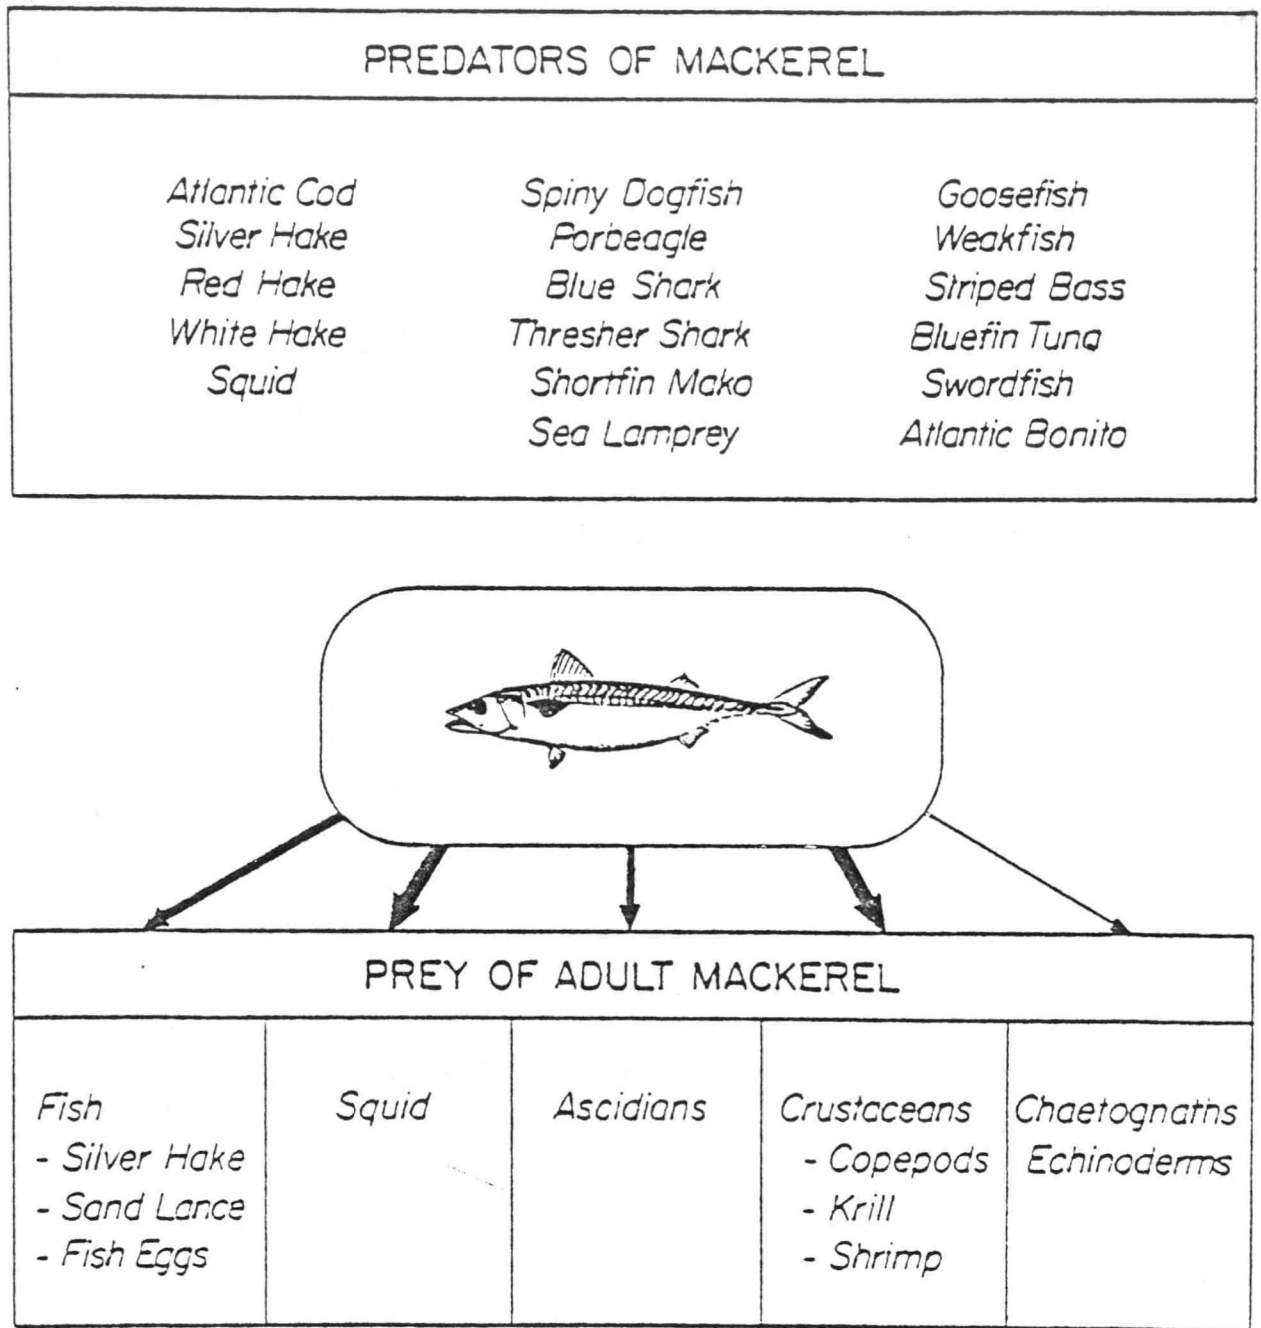 PREDATORS OF MACKEREL
Atlantic Cod
Silver Hake
Red Hake
White Hake
Squid
Spiny Dogfish
Porbeagle
Blue Shark
Thresher Shark
Shortfin Mako
Sea Lamprey
Goosefish
Weakfish
Striped Bass
Bluefin Tuna
Swordfish
Atlantic Bonito
PREY OF ADULT MACKEREL
Fish
- Silver Hake
- Sand Lance
- Fish Eggs
Squid
Ascidians
Crustaceans
- Copepods
- Krill
- Shrimp
Chaetognaths
Echinoderms